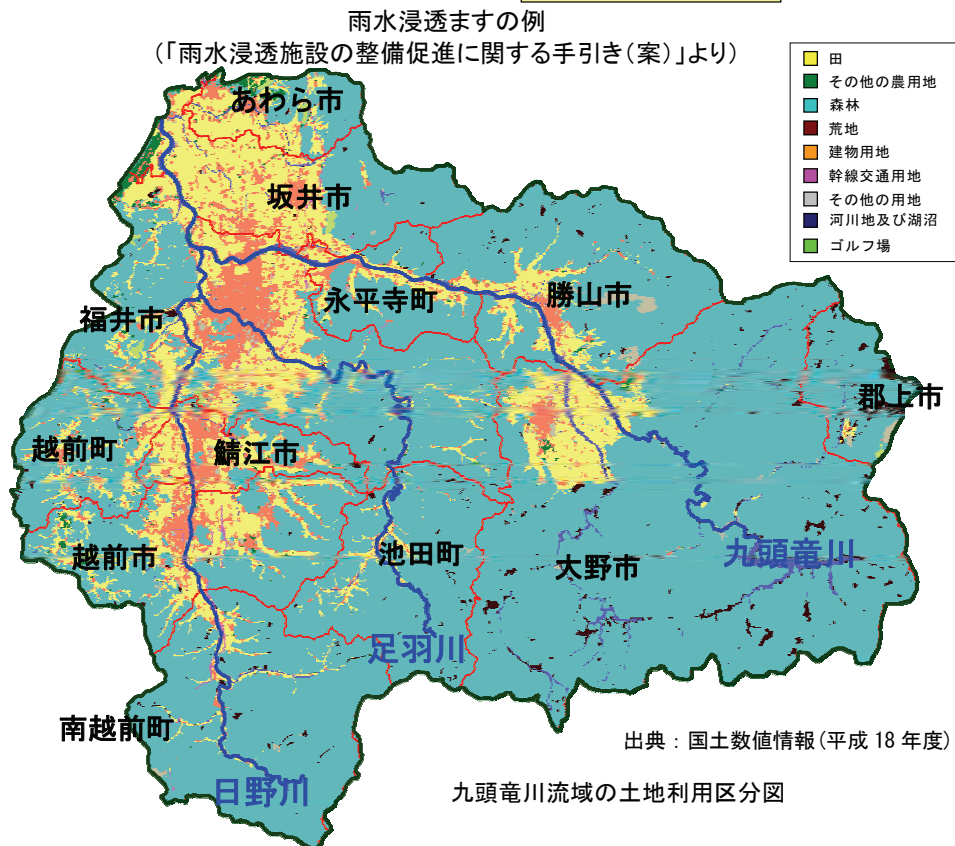 雨水浸透ますの例
(「雨水浸透施設の整備促進に関する手引き(案)」より)
田
その他の農用地
森林
荒地
建物用地
幹線交通用地
その他の用地
河川地及び湖沼
ゴルフ場
あわら市
坂井市
永平寺町
勝山市
福井市
郡上市
越前町
鯖江市
越前市
池田町
大野市
九頭竜川
足羽川
南越前町
日野川
出典:国土数値情報(平成18年度)
九頭竜川流域の土地利用区分図